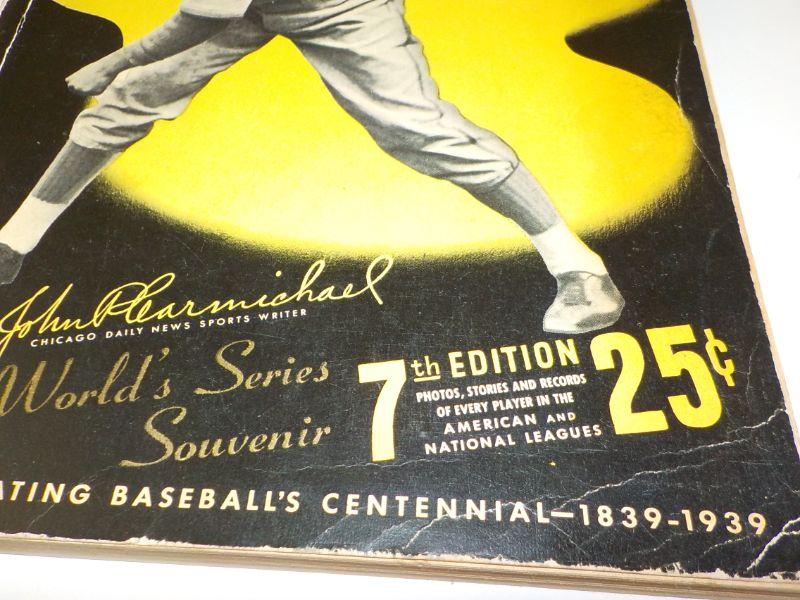 John P. Carmichael
CHICAGO DAILY NEWS SPORTS WRITER
World's Series
Souvenir
7th EDITION
PHOTOS, STORIES AND RECORDS
OF EVERY PLAYER IN THE
AMERICAN AND
NATIONAL LEAGUES
25¢
ATING BASEBALL'S CENTENNIAL—1839-1939